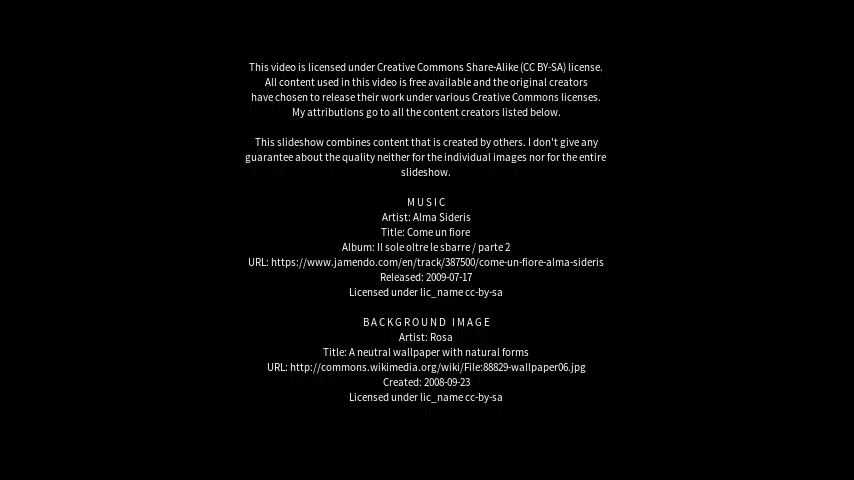 This video is licensed under Creative Commons Share-Alike (CC BY-SA) license.
All content used in this video is free available and the original creators
have chosen to release their work under various Creative Commons licenses.
My attributions go to all the content creators listed below.
This slideshow combines content that is created by others. I don't give any
guarantee about the quality neither for the individual images nor for the entire
slideshow.
MUSIC
Artist: Alma Sideris
Title: Come un fiore
Album: Il sole oltre le sbarre / parte 2
URL: https://www.jamendo.com/en/track/387500/come-un-fiore-alma-sideris
Released: 2009-07-17
Licensed under lic_name cc-by-sa
BACKGROUND IMAGE
Artist: Rosa
Title: A neutral wallpaper with natural forms
URL: http://commons.wikimedia.org/wiki/File:88829-wallpaper06.jpg
Created: 2008-09-23
Licensed under lic_name cc-by-sa